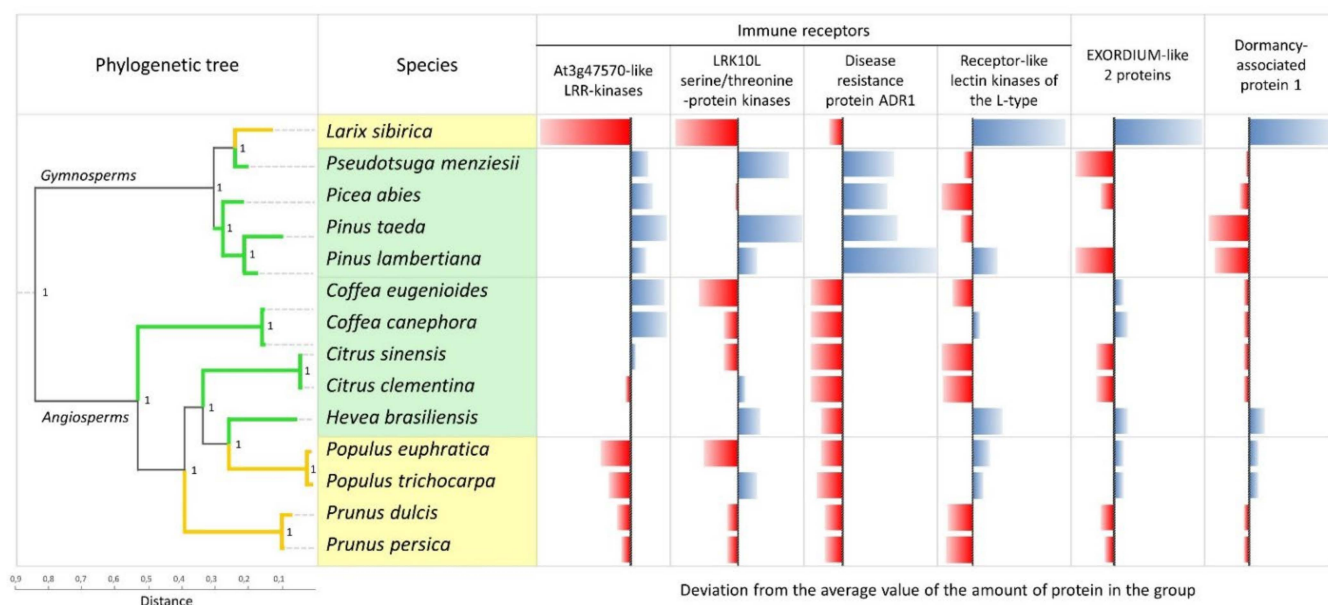 Immune receptors
Phylogenetic tree
Species
At3g47570-like
LRR-kinases
LRK10L
serine/threonine
-protein kinases
Disease
resistance
protein ADR1
Receptor-like
lectin kinases of
the L-type
EXORDIUM-like
2 proteins
Dormancy-
associated
protein 1
Larix sibirica
1
Gymnosperms
Pseudotsuga menziesii
1
Picea abies
1
Pinus taeda
1
Pinus lambertiana
1
Coffea eugenioides
Coffea canephora
1
Citrus sinensis
1
Citrus clementina
1
1
Angiosperms
Hevea brasiliensis
1
Populus euphratica
1
1
Populus trichocarpa
Prunus dulcis
1
Prunus persica
0,9 0,8 0,7 0,6 0,5 0,4 0,3 0,2 0,1
Distance
Deviation from the average value of the amount of protein in the group